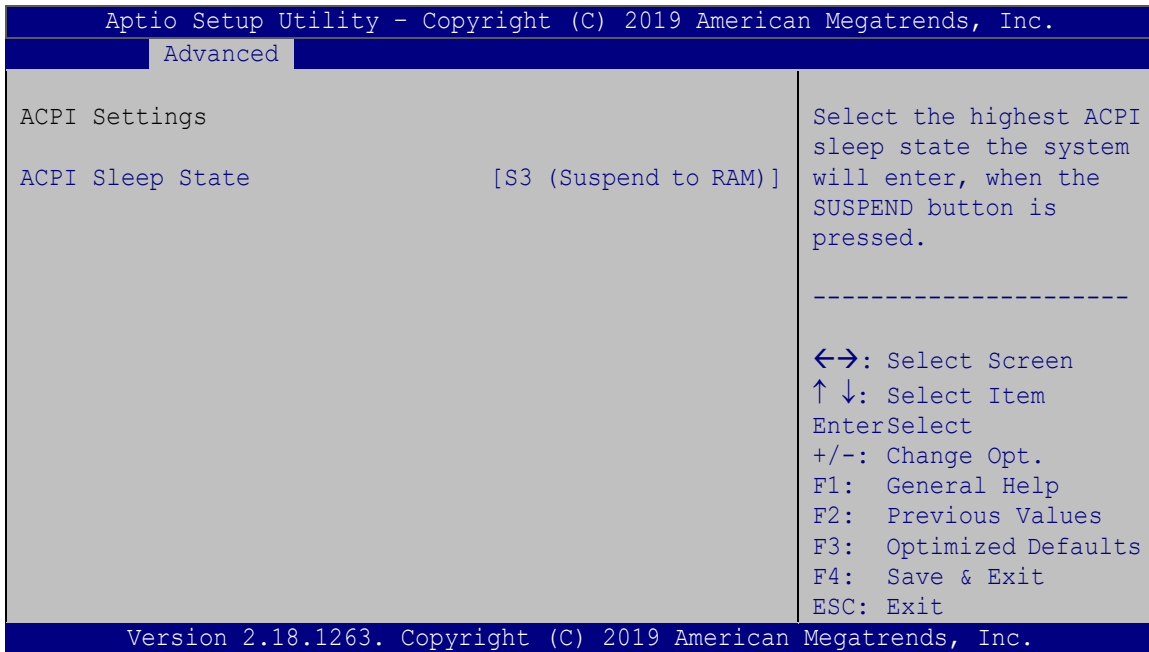 Aptio Setup Utility – Copyright (C) 2019 American Megatrends, Inc.
Advanced
ACPI Settings
ACPI Sleep State [S3 (Suspend to RAM)]
Select the highest ACPI
sleep state the system
will enter, when the
SUSPEND button is
pressed.
----------------------
←→: Select Screen
↑ ↓: Select Item
EnterSelect
+/-: Change Opt.
F1: General Help
F2: Previous Values
F3: Optimized Defaults
F4: Save & Exit
ESC: Exit
Version 2.18.1263. Copyright (C) 2019 American Megatrends, Inc.